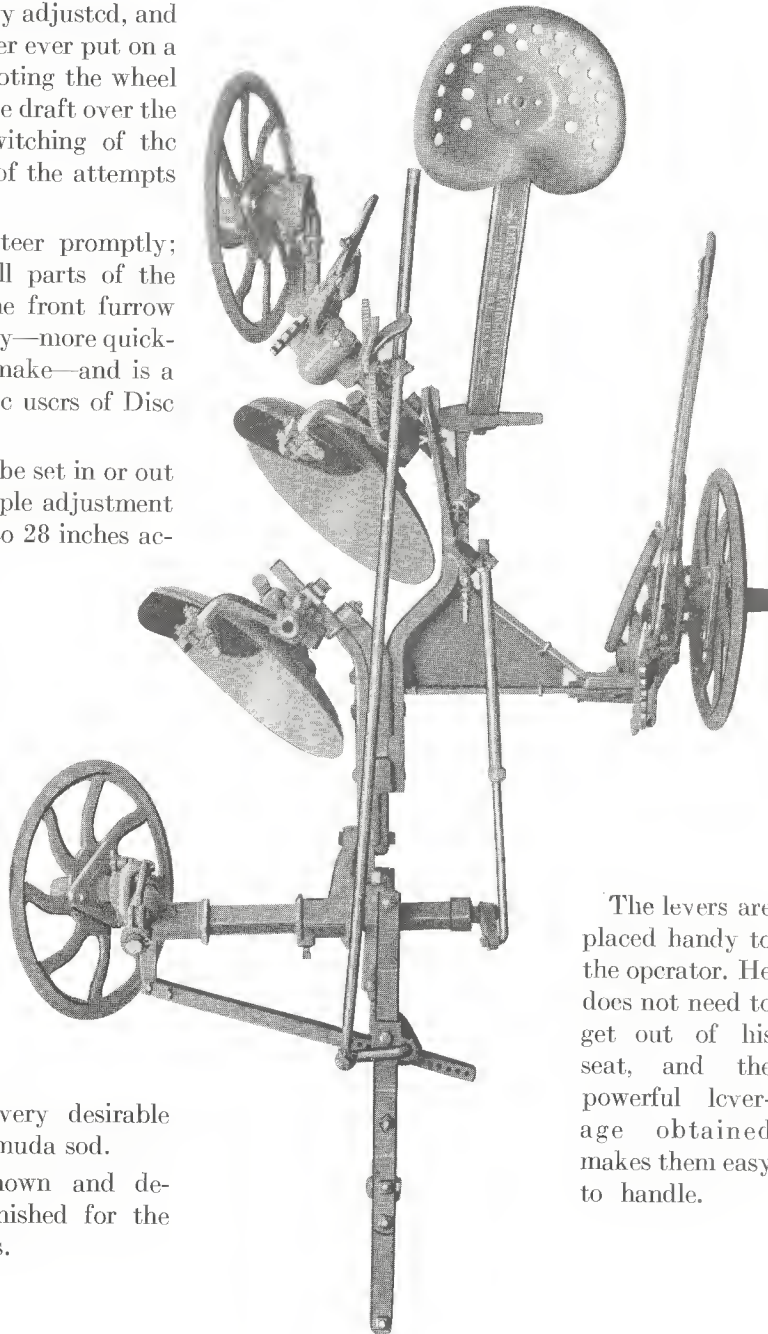 y adjusted, and
er ever put on a
oting the wheel
e draft over the
witching of the
of the attempts
teer promptly;
ll parts of the
ne front furrow
y—more quick-
make—and is a
c users of Disc
be set in or out
ple adjustment
o 28 inches ac-
The levers are
placed handy to
the operator. He
does not need to
get out of his
seat, and the
powerful lever-
age obtained
makes them easy
to handle.
very desirable
muda sod.
nown and de-
nished for the
s.